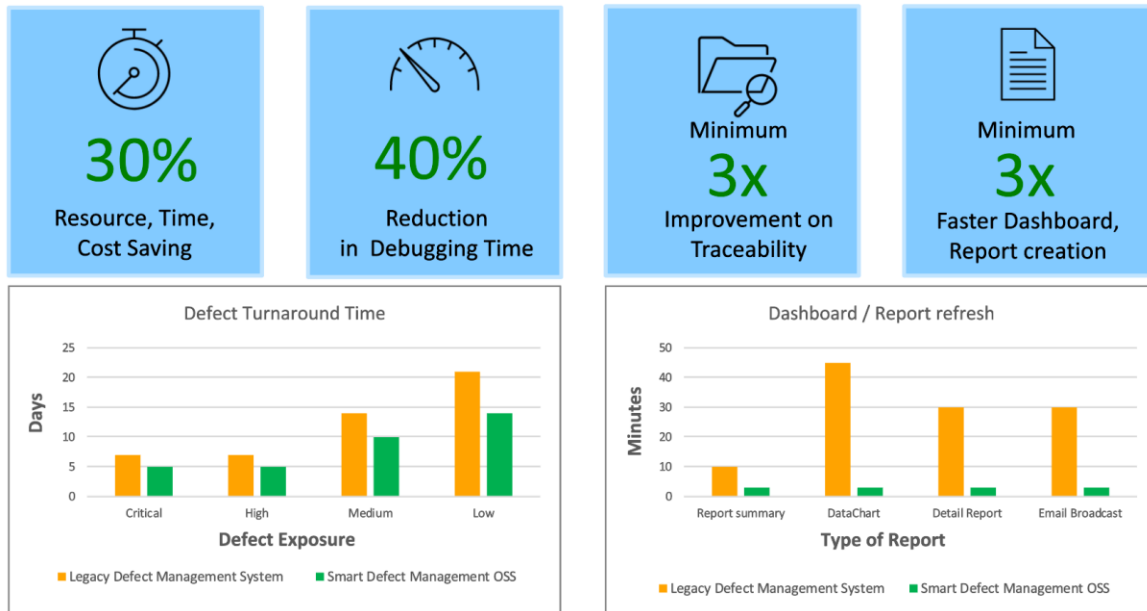 30%
Resource, Time,
Cost Saving
40%
Reduction
in Debugging Time
Minimum
3x
Improvement on
Traceability
Minimum
3x
Faster Dashboard,
Report creation
Defect Turnaround Time
Days
25
20
15
10
5
0
Critical High Medium Low
Defect Exposure
Legacy Defect Management System Smart Defect Management OSS
Dashboard / Report refresh
Minutes
50
40
30
20
10
0
Report summary DataChart Detail Report Email Broadcast
Type of Report
Legacy Defect Management System Smart Defect Management OSS